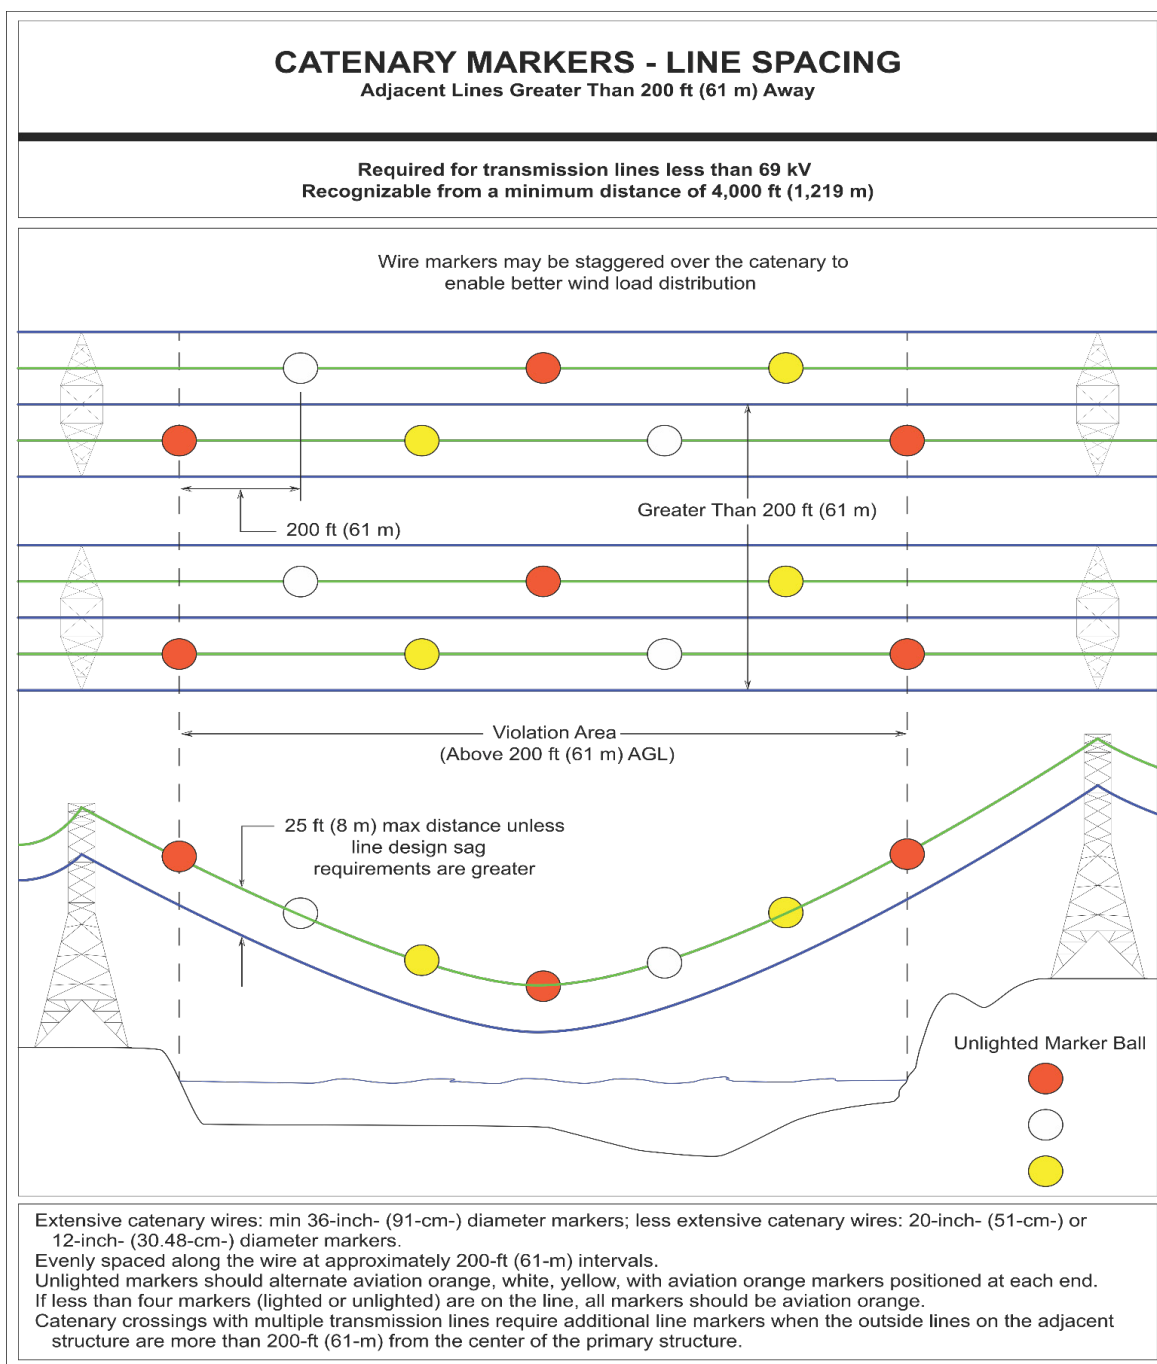 CATENARY MARKERS - LINE SPACING
Adjacent Lines Greater Than 200 ft (61 m) Away
Required for transmission lines less than 69 kV
Recognizable from a minimum distance of 4,000 ft (1,219 m)
Wire markers may be staggered over the catenary to
enable better wind load distribution
Greater Than 200 ft (61 m)
200 ft (61 m)
Violation Area
(Above 200 ft (61 m) AGL)
25 ft (8 m) max distance unless
line design sag
requirements are greater
Unlighted Marker Ball
Extensive catenary wires: min 36-inch- (91-cm-) diameter markers; less extensive catenary wires: 20-inch- (51-cm-) or
12-inch- (30.48-cm-) diameter markers.
Evenly spaced along the wire at approximately 200-ft (61-m) intervals.
Unlighted markers should alternate aviation orange, white, yellow, with aviation orange markers positioned at each end.
If less than four markers (lighted or unlighted) are on the line, all markers should be aviation orange.
Catenary crossings with multiple transmission lines require additional line markers when the outside lines on the adjacent
structure are more than 200-ft (61-m) from the center of the primary structure.